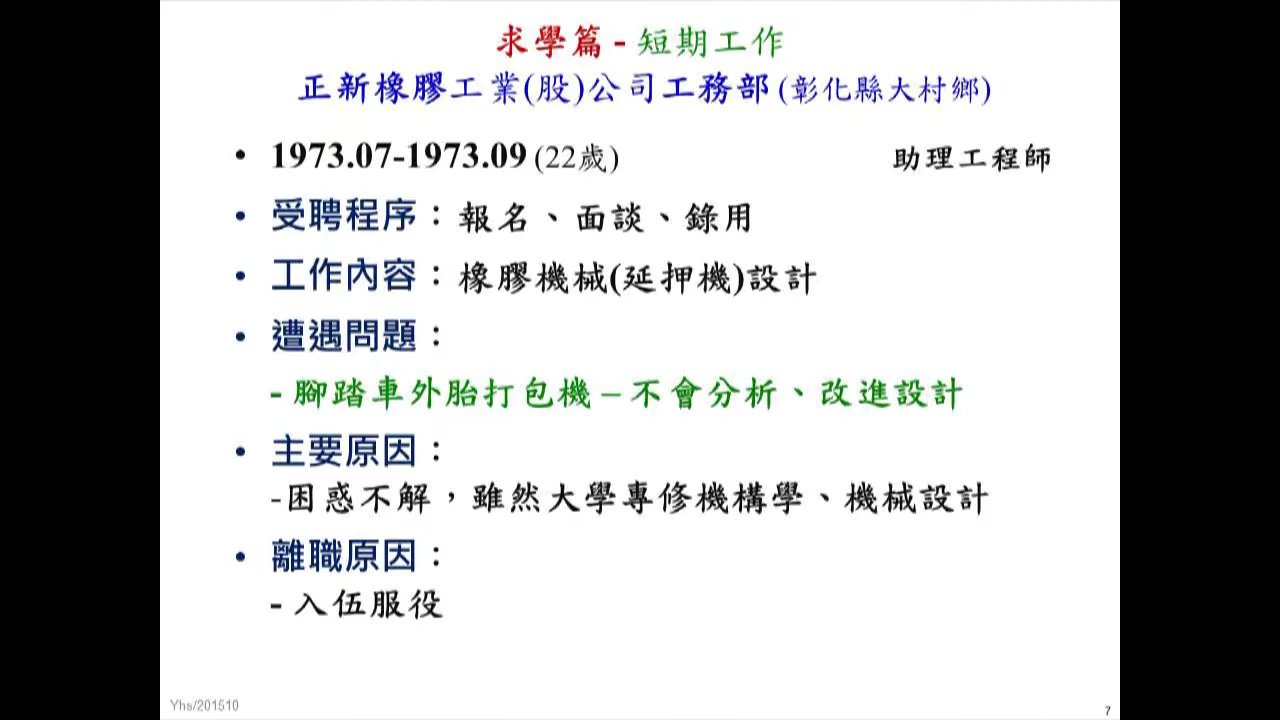 求學篇 - 短期工作
正新橡膠工業(股)公司工務部 (彰化縣大村鄉)
• 1973.07-1973.09 (22歲) 助理工程師
• 受聘程序：報名、面談、錄用
• 工作內容：橡膠機械(延押機)設計
• 遭遇問題：
- 腳踏車外胎打包機 – 不會分析、改進設計
• 主要原因：
-困惑不解，雖然大學專修機構學、機械設計
• 離職原因：
- 入伍服役
Yhs/201510
7